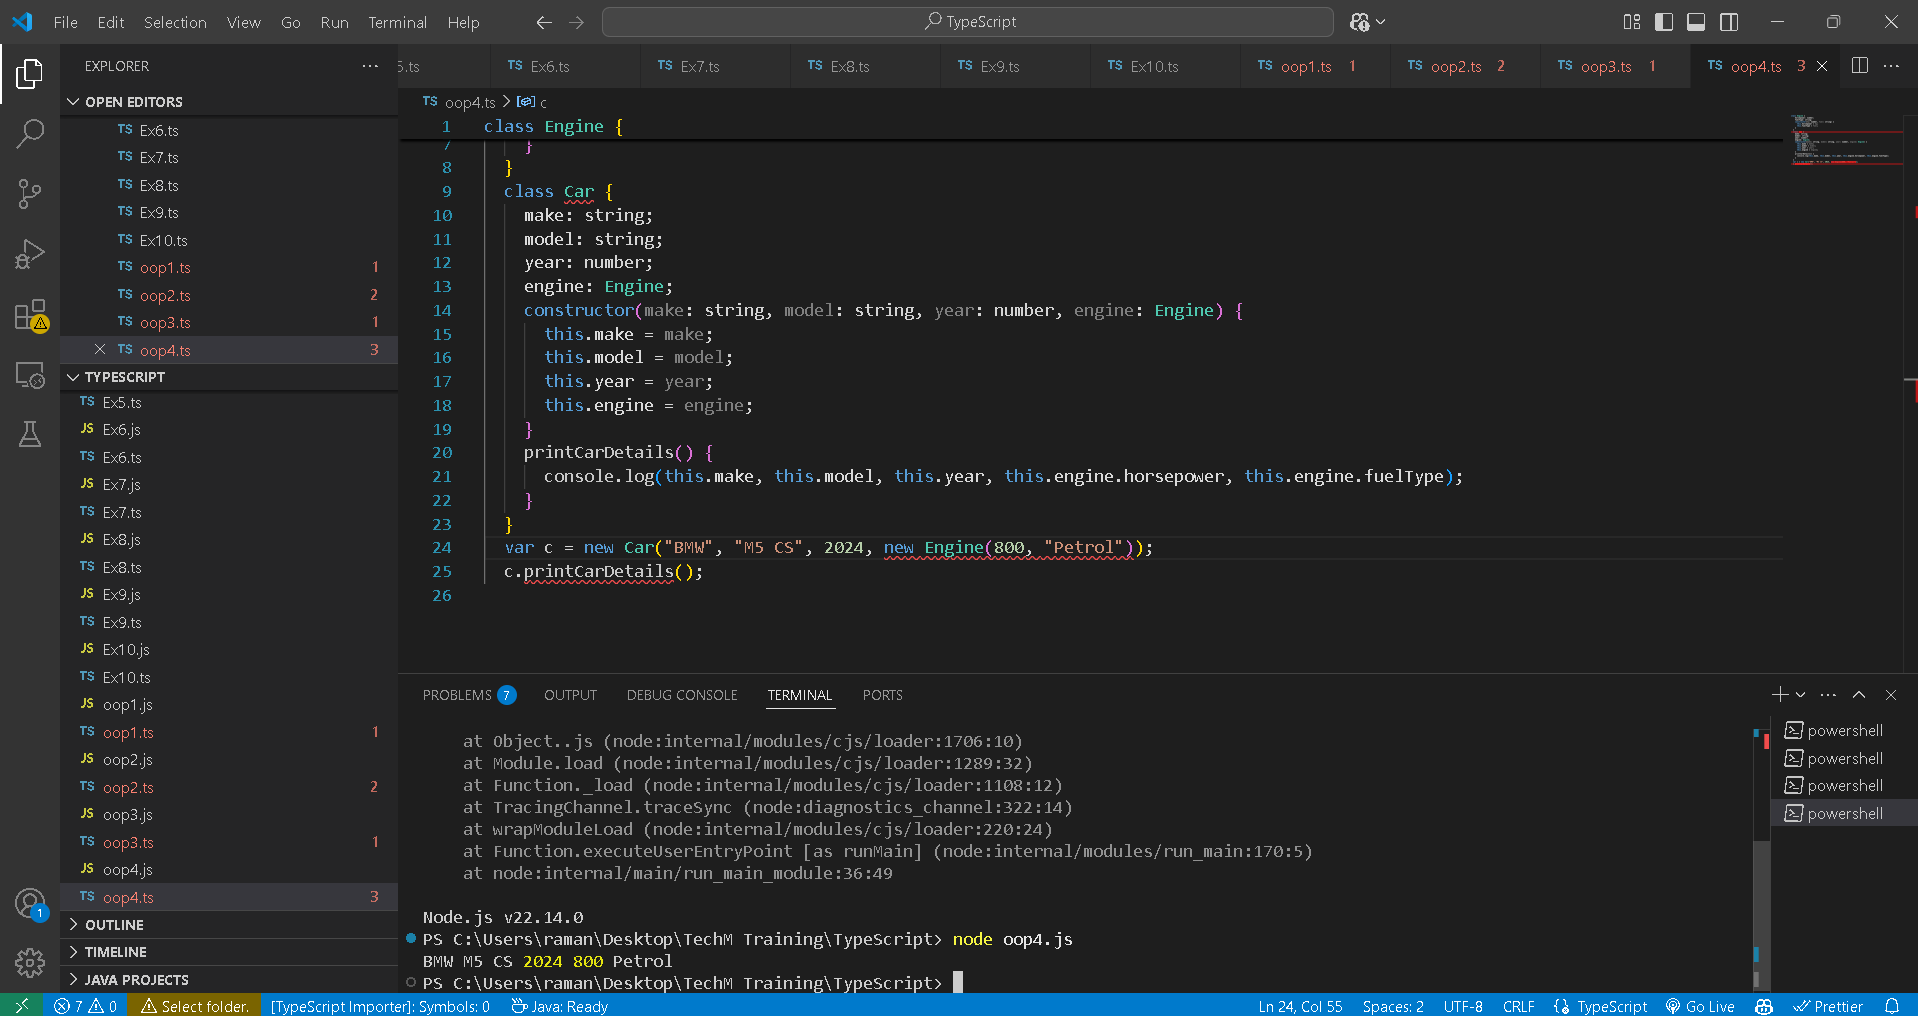 File Edit Selection View Go Run Terminal Help
TypeScript
EXPLORER
OPEN EDITORS
TS Ex6.ts
TS Ex7.ts
TS Ex8.ts
TS Ex9.ts
TS Ex10.ts
TS oop1.ts 1
TS oop2.ts 2
TS oop3.ts 1
TS oop4.ts 3
TYPESCRIPT
TS Ex5.ts
JS Ex6.js
TS Ex6.ts
JS Ex7.js
TS Ex7.ts
JS Ex8.js
TS Ex8.ts
JS Ex9.js
TS Ex9.ts
JS Ex10.js
TS Ex10.ts
JS oop1.js
TS oop1.ts 1
JS oop2.js
TS oop2.ts 2
JS oop3.js
TS oop3.ts 1
JS oop4.js
TS oop4.ts 3
OUTLINE
TIMELINE
JAVA PROJECTS
5.ts TS Ex6.ts TS Ex7.ts TS Ex8.ts TS Ex9.ts TS Ex10.ts TS oop1.ts 1 TS oop2.ts 2 TS oop3.ts 1 TS oop4.ts 3
TS oop4.ts > c
1 class Engine {
7 }
8 }
9 class Car {
10 make: string;
11 model: string;
12 year: number;
13 engine: Engine;
14 constructor(make: string, model: string, year: number, engine: Engine) {
15 this.make = make;
16 this.model = model;
17 this.year = year;
18 this.engine = engine;
19 }
20 printCarDetails() {
21 console.log(this.make, this.model, this.year, this.engine.horsepower, this.engine.fuelType);
22 }
23 }
24 var c = new Car("BMW", "M5 CS", 2024, new Engine(800, "Petrol"));
25 c.printCarDetails();
26
PROBLEMS 7 OUTPUT DEBUG CONSOLE TERMINAL PORTS
at Object..js (node:internal/modules/cjs/loader:1706:10)
at Module.load (node:internal/modules/cjs/loader:1289:32)
at Function._load (node:internal/modules/cjs/loader:1108:12)
at TracingChannel.traceSync (node:diagnostics_channel:322:14)
at wrapModuleLoad (node:internal/modules/cjs/loader:220:24)
at Function.executeUserEntryPoint [as runMain] (node:internal/modules/run_main:170:5)
at node:internal/main/run_main_module:36:49
Node.js v22.14.0
PS C:\Users\raman\Desktop\TechM Training\TypeScript> node oop4.js
BMW M5 CS 2024 800 Petrol
PS C:\Users\raman\Desktop\TechM Training\TypeScript>
powershell
powershell
powershell
powershell
1
7 0 Select folder. [TypeScript Importer]: Symbols: 0 Java: Ready Ln 24, Col 55 Spaces: 2 UTF-8 CRLF {} TypeScript Go Live Prettier